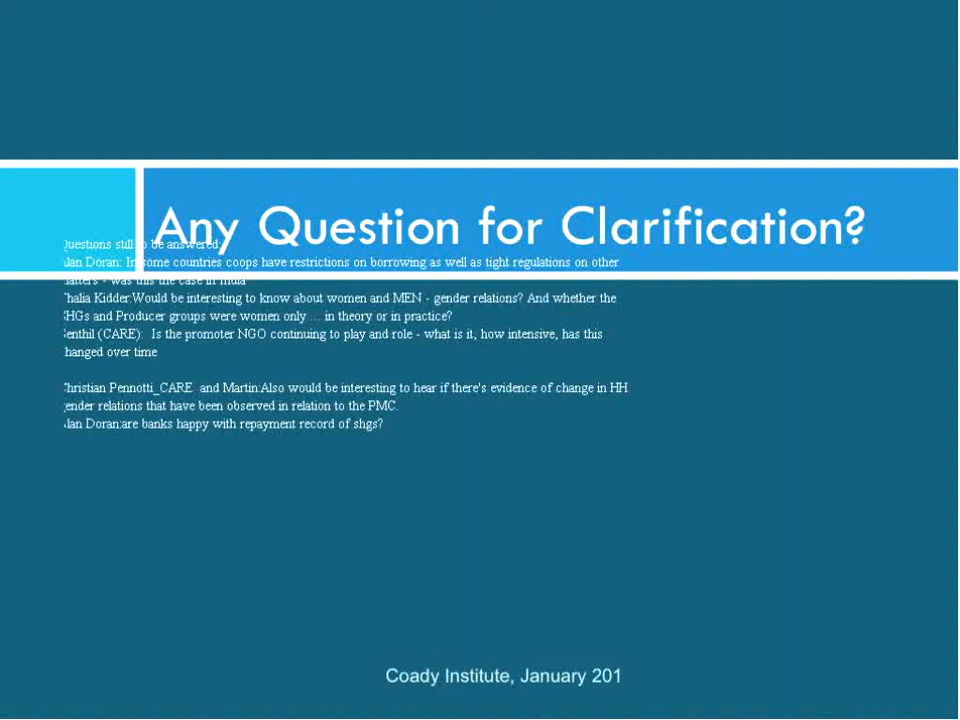 Any Question for Clarification?
Questions still to be answered:
Alan Doran: In some countries coops have restrictions on borrowing as well as tight regulations on other
matters - was this the case in India
Thalia Kidder:Would be interesting to know about women and MEN - gender relations? And whether the
SHGs and Producer groups were women only .... in theory or in practice?
Senthil (CARE): Is the promoter NGO continuing to play and role - what is it, how intensive, has this
changed over time
Christian Pennotti_CARE and Martin:Also would be interesting to hear if there's evidence of change in HH
gender relations that have been observed in relation to the PMC.
Alan Doran:are banks happy with repayment record of shgs?
Coady Institute, January 201